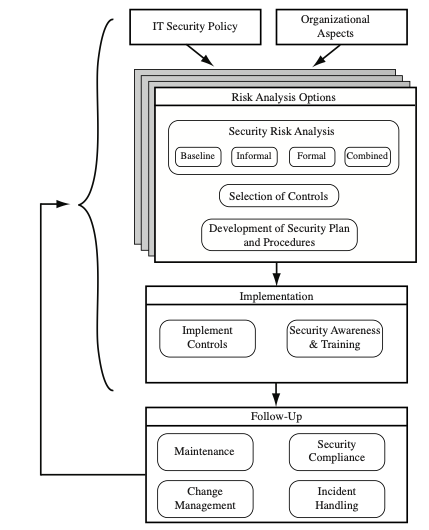 IT Security Policy
Organizational
Aspects
Risk Analysis Options
Security Risk Analysis
Baseline
Informal
Formal
Combined
Selection of Controls
Development of Security Plan
and Procedures
Implementation
Implement
Controls
Security Awareness
& Training
Follow-Up
Maintenance
Security
Compliance
Change
Management
Incident
Handling